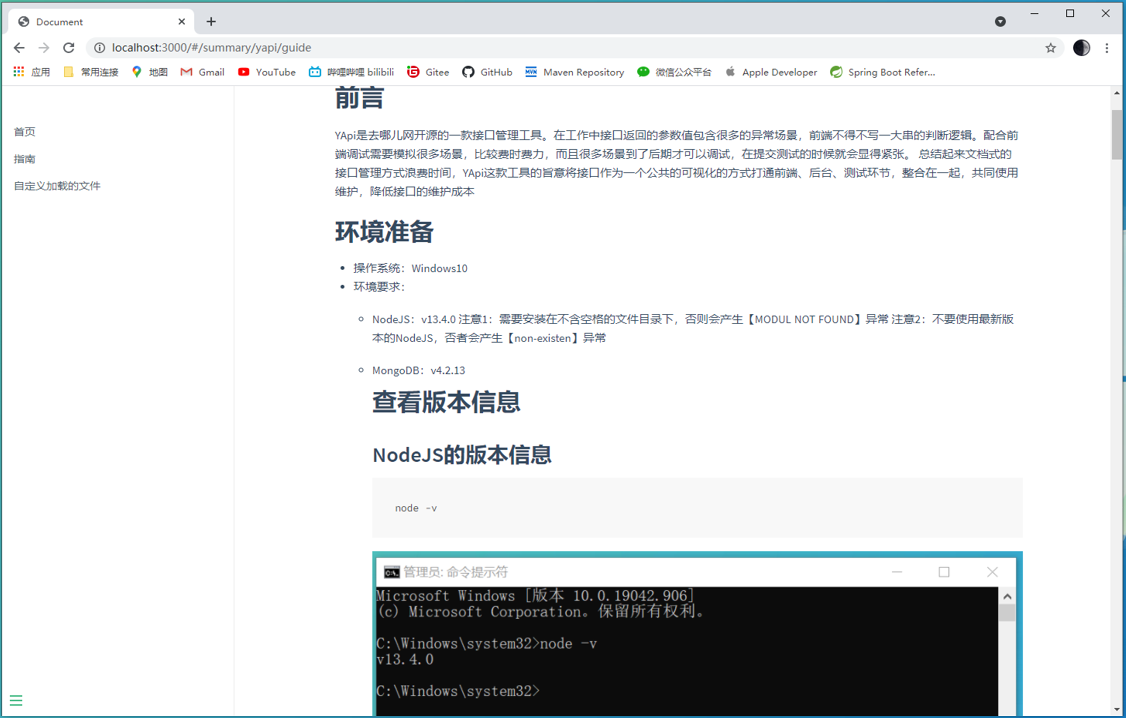 Document
localhost:3000/#/summary/yapi/guide
应用 常用连接 地图 Gmail YouTube 哔哩哔哩 bilibili Gitee GitHub Maven Repository 微信公众平台 Apple Developer Spring Boot Refer...
首页
指南
自定义加载的文件
前言
YApi是去哪儿网开源的一款接口管理工具。在工作中接口返回的参数值包含很多的异常场景，前端不得不写一大串的判断逻辑。配合前
端调试需要模拟很多场景，比较费时费力，而且很多场景到了后期才可以调试，在提交测试的时候就会显得紧张。 总结起来文档式的
接口管理方式浪费时间，YApi这款工具的旨意将接口作为一个公共的可视化的方式打通前端、后台、测试环节，整合在一起，共同使用
维护，降低接口的维护成本
环境准备
操作系统：Windows10
环境要求：
NodeJS：v13.4.0 注意1：需要安装在不含空格的文件目录下，否则会产生【MODUL NOT FOUND】异常 注意2：不要使用最新版
本的NodeJS，否者会产生【non-existen】异常
MongoDB：v4.2.13
查看版本信息
NodeJS的版本信息
node -v
管理员: 命令提示符
Microsoft Windows [版本 10.0.19042.906]
(c) Microsoft Corporation。保留所有权利。
C:\Windows\system32>node -v
v13.4.0
C:\Windows\system32>